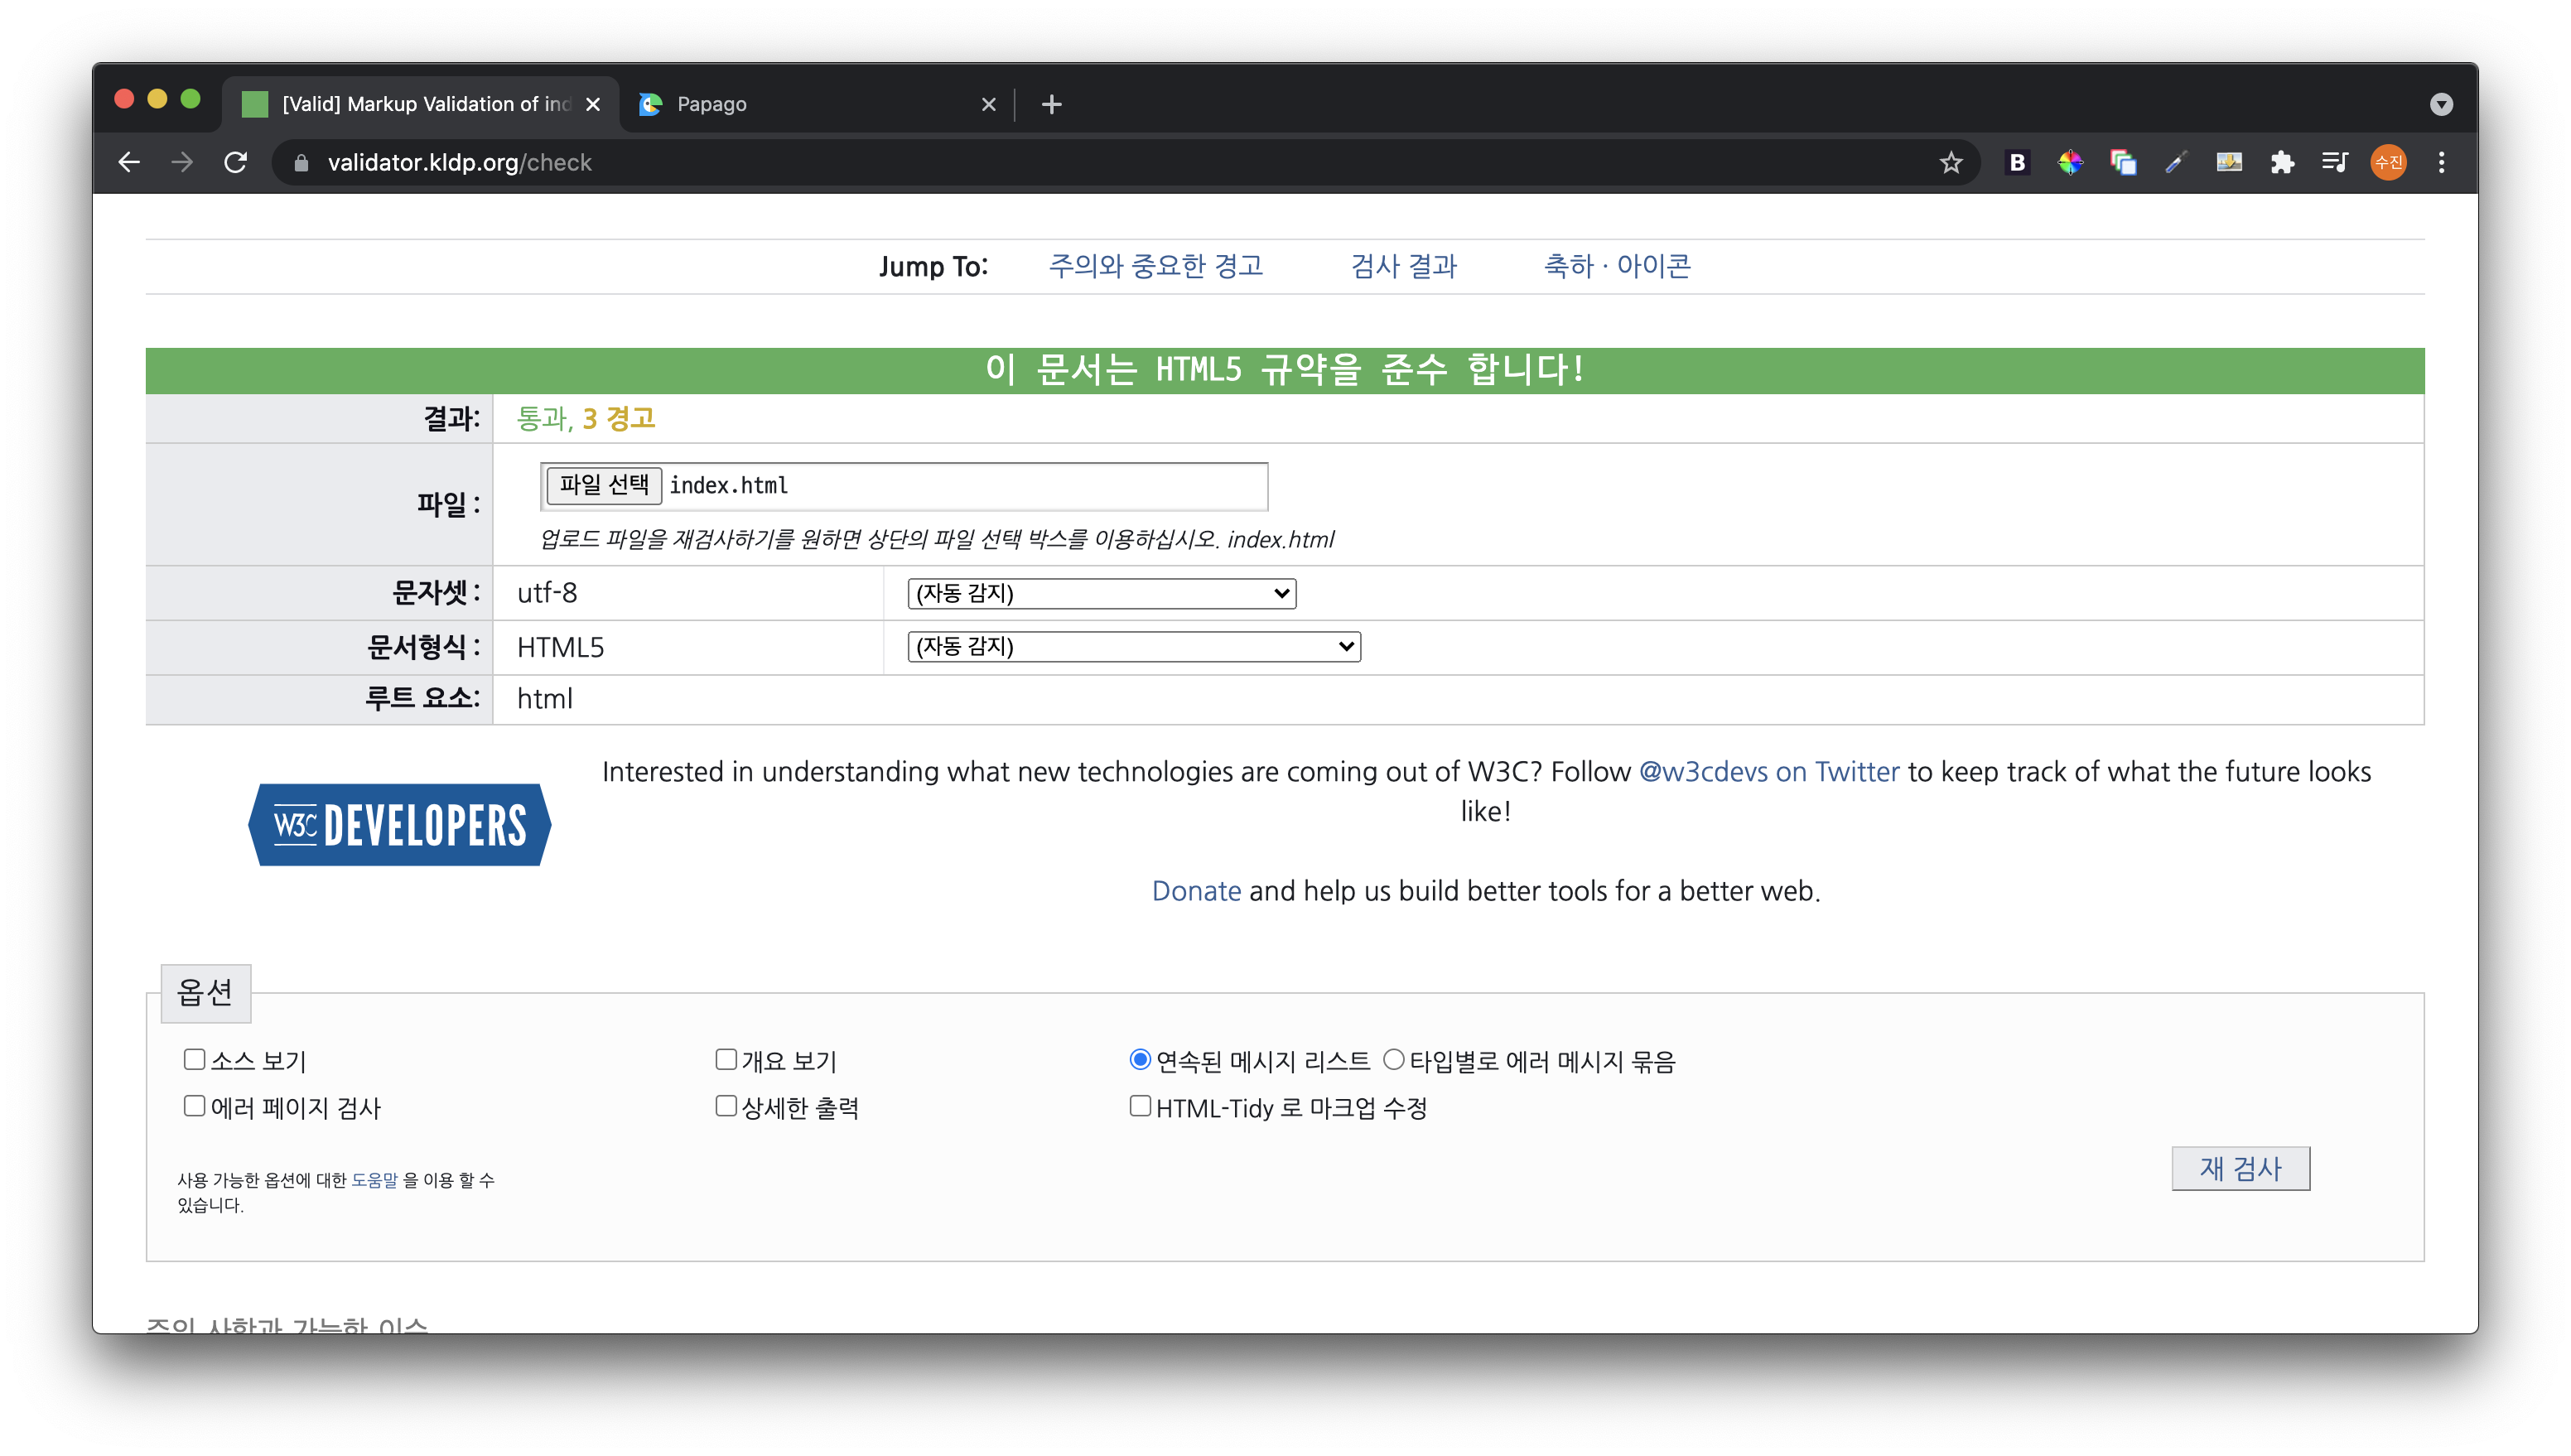 [Valid] Markup Validation of ind
Papago
validator.kldp.org/check
B
수진
Jump To: 주의와 중요한 경고 검사 결과 축하 · 아이콘
이 문서는 HTML5 규약을 준수 합니다!
결과: 통과, 3 경고
파일 : 파일 선택 index.html
업로드 파일을 재검사하기를 원하면 상단의 파일 선택 박스를 이용하십시오. index.html
문자셋 : utf-8 (자동 감지)
문서형식 : HTML5 (자동 감지)
루트 요소: html
W3C DEVELOPERS
Interested in understanding what new technologies are coming out of W3C? Follow @w3cdevs on Twitter to keep track of what the future looks
like!
Donate and help us build better tools for a better web.
옵션
소스 보기 개요 보기 연속된 메시지 리스트 타입별로 에러 메시지 묶음
에러 페이지 검사 상세한 출력 HTML-Tidy 로 마크업 수정
사용 가능한 옵션에 대한 도움말 을 이용 할 수
있습니다.
재 검사
주의 사항과 가능한 이슈